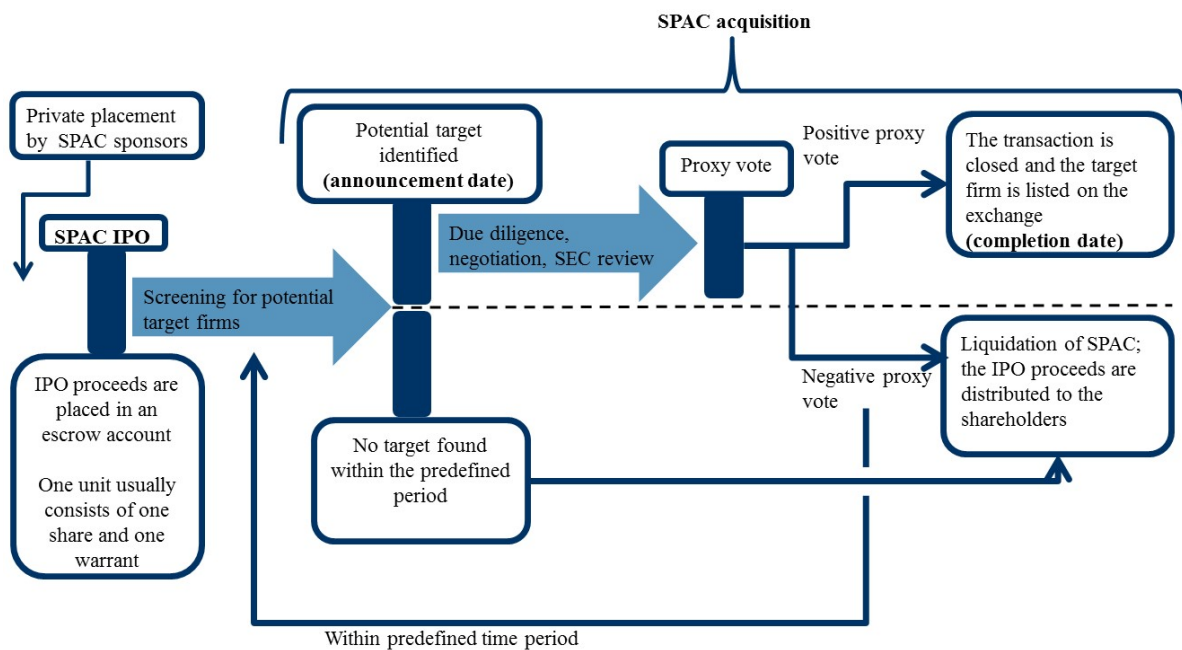 SPAC acquisition
Private placement
by SPAC sponsors
SPAC IPO
IPO proceeds are
placed in an
escrow account
One unit usually
consists of one
share and one
warrant
Screening for potential
target firms
Potential target
identified
(announcement date)
No target found
within the predefined
period
Due diligence,
negotiation, SEC review
Proxy vote
Positive proxy
vote
The transaction is
closed and the target
firm is listed on the
exchange
(completion date)
Negative proxy
vote
Liquidation of SPAC;
the IPO proceeds are
distributed to the
shareholders
Within predefined time period